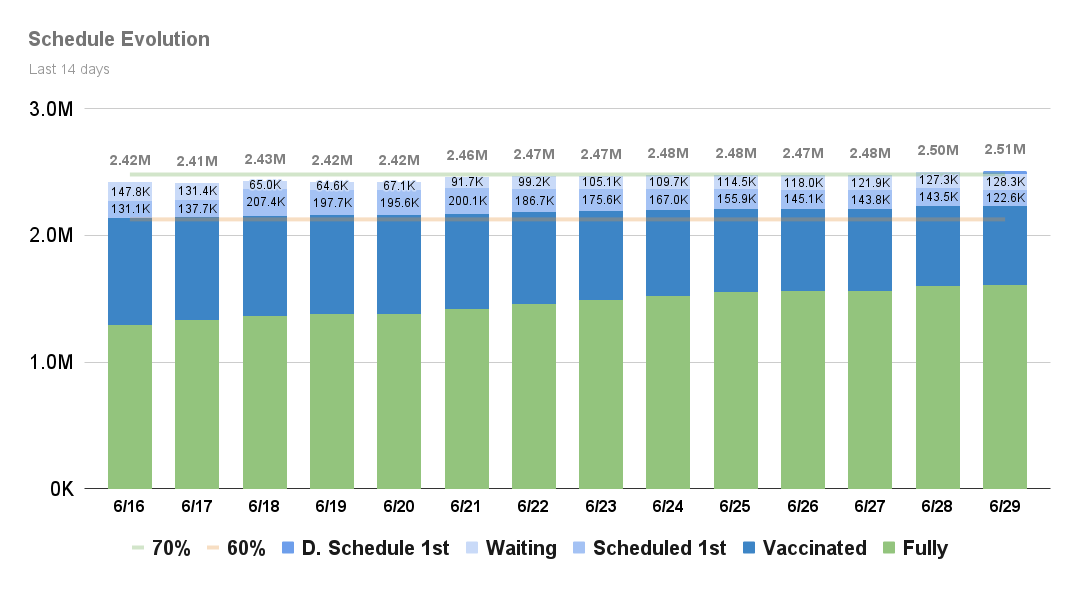 Schedule Evolution
Last 14 days
3.0M
2.42M 2.41M 2.43M 2.42M 2.42M 2.46M 2.47M 2.47M 2.48M 2.48M 2.47M 2.48M 2.50M 2.51M
147.8K 131.4K 65.0K 64.6K 67.1K 91.7K 99.2K 105.1K 109.7K 114.5K 118.0K 121.9K 127.3K 128.3K
131.1K 137.7K 207.4K 197.7K 195.6K 200.1K 186.7K 175.6K 167.0K 155.9K 145.1K 143.8K 143.5K 122.6K
2.0M
1.0M
0K
6/16 6/17 6/18 6/19 6/20 6/21 6/22 6/23 6/24 6/25 6/26 6/27 6/28 6/29
70% 60% D. Schedule 1st Waiting Scheduled 1st Vaccinated Fully